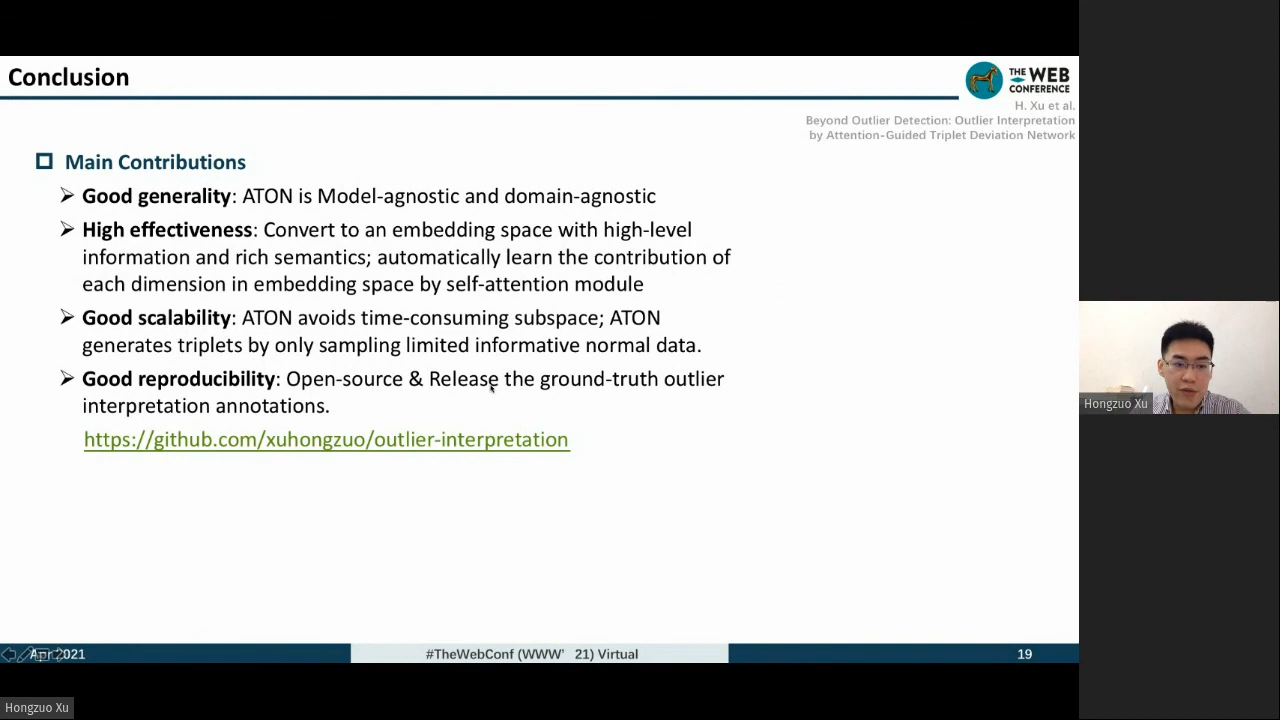 Conclusion
THE WEB
CONFERENCE
H. Xu et al.
Beyond Outlier Detection: Outlier Interpretation
by Attention-Guided Triplet Deviation Network
Main Contributions
Good generality: ATON is Model-agnostic and domain-agnostic
High effectiveness: Convert to an embedding space with high-level
information and rich semantics; automatically learn the contribution of
each dimension in embedding space by self-attention module
Good scalability: ATON avoids time-consuming subspace; ATON
generates triplets by only sampling limited informative normal data.
Good reproducibility: Open-source & Release the ground-truth outlier
interpretation annotations.
https://github.com/xuhongzuo/outlier-interpretation
Hongzuo Xu
Apr 2021
#TheWebConf (WWW' 21) Virtual
19
Hongzuo Xu